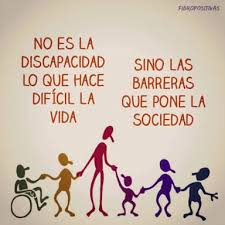 FIBROPOSITIVAS
NO ES LA
DISCAPACIDAD
LO QUE HACE
DIFÍCIL LA
VIDA
SINO LAS
BARRERAS
QUE PONE LA
SOCIEDAD